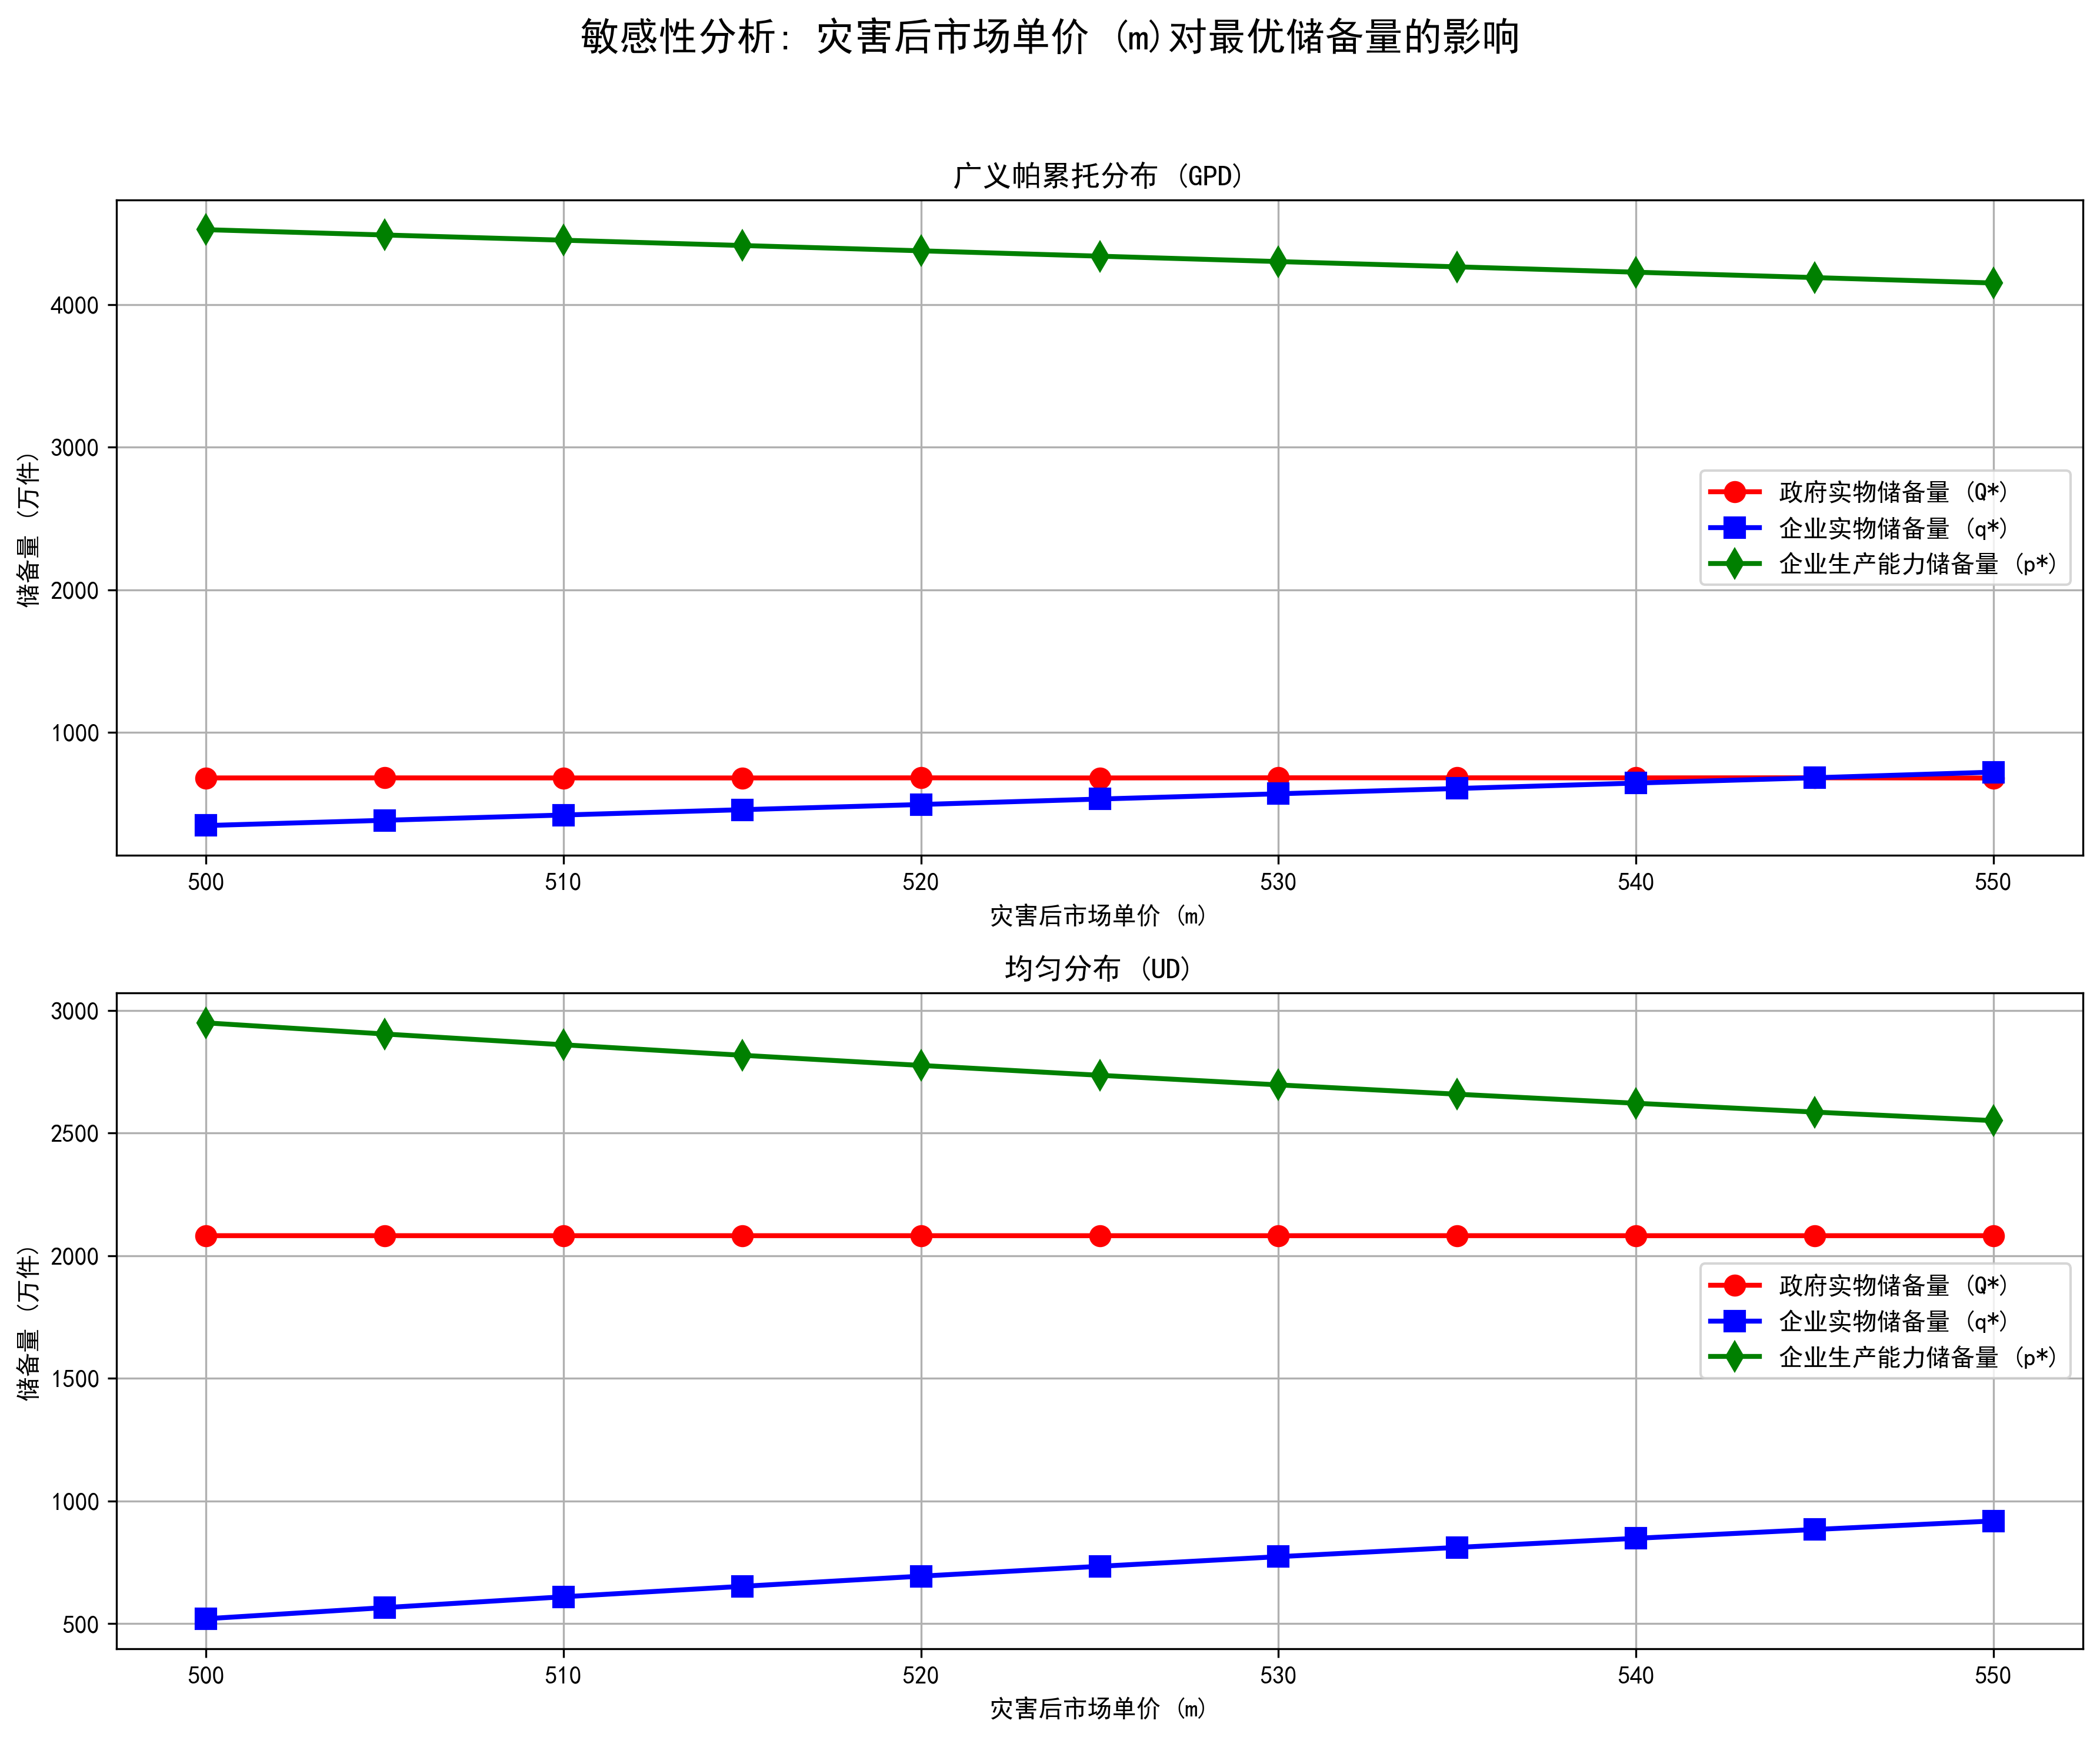 敏感性分析: 灾害后市场单价 (m)对最优储备量的影响
广义帕累托分布 (GPD)
储备量 (万件)
4000
3000
2000
1000
政府实物储备量 (Q*)
企业实物储备量 (q*)
企业生产能力储备量 (p*)
500 510 520 530 540 550
灾害后市场单价 (m)
均匀分布 (UD)
储备量 (万件)
3000
2500
2000
1500
1000
500
政府实物储备量 (Q*)
企业实物储备量 (q*)
企业生产能力储备量 (p*)
500 510 520 530 540 550
灾害后市场单价 (m)